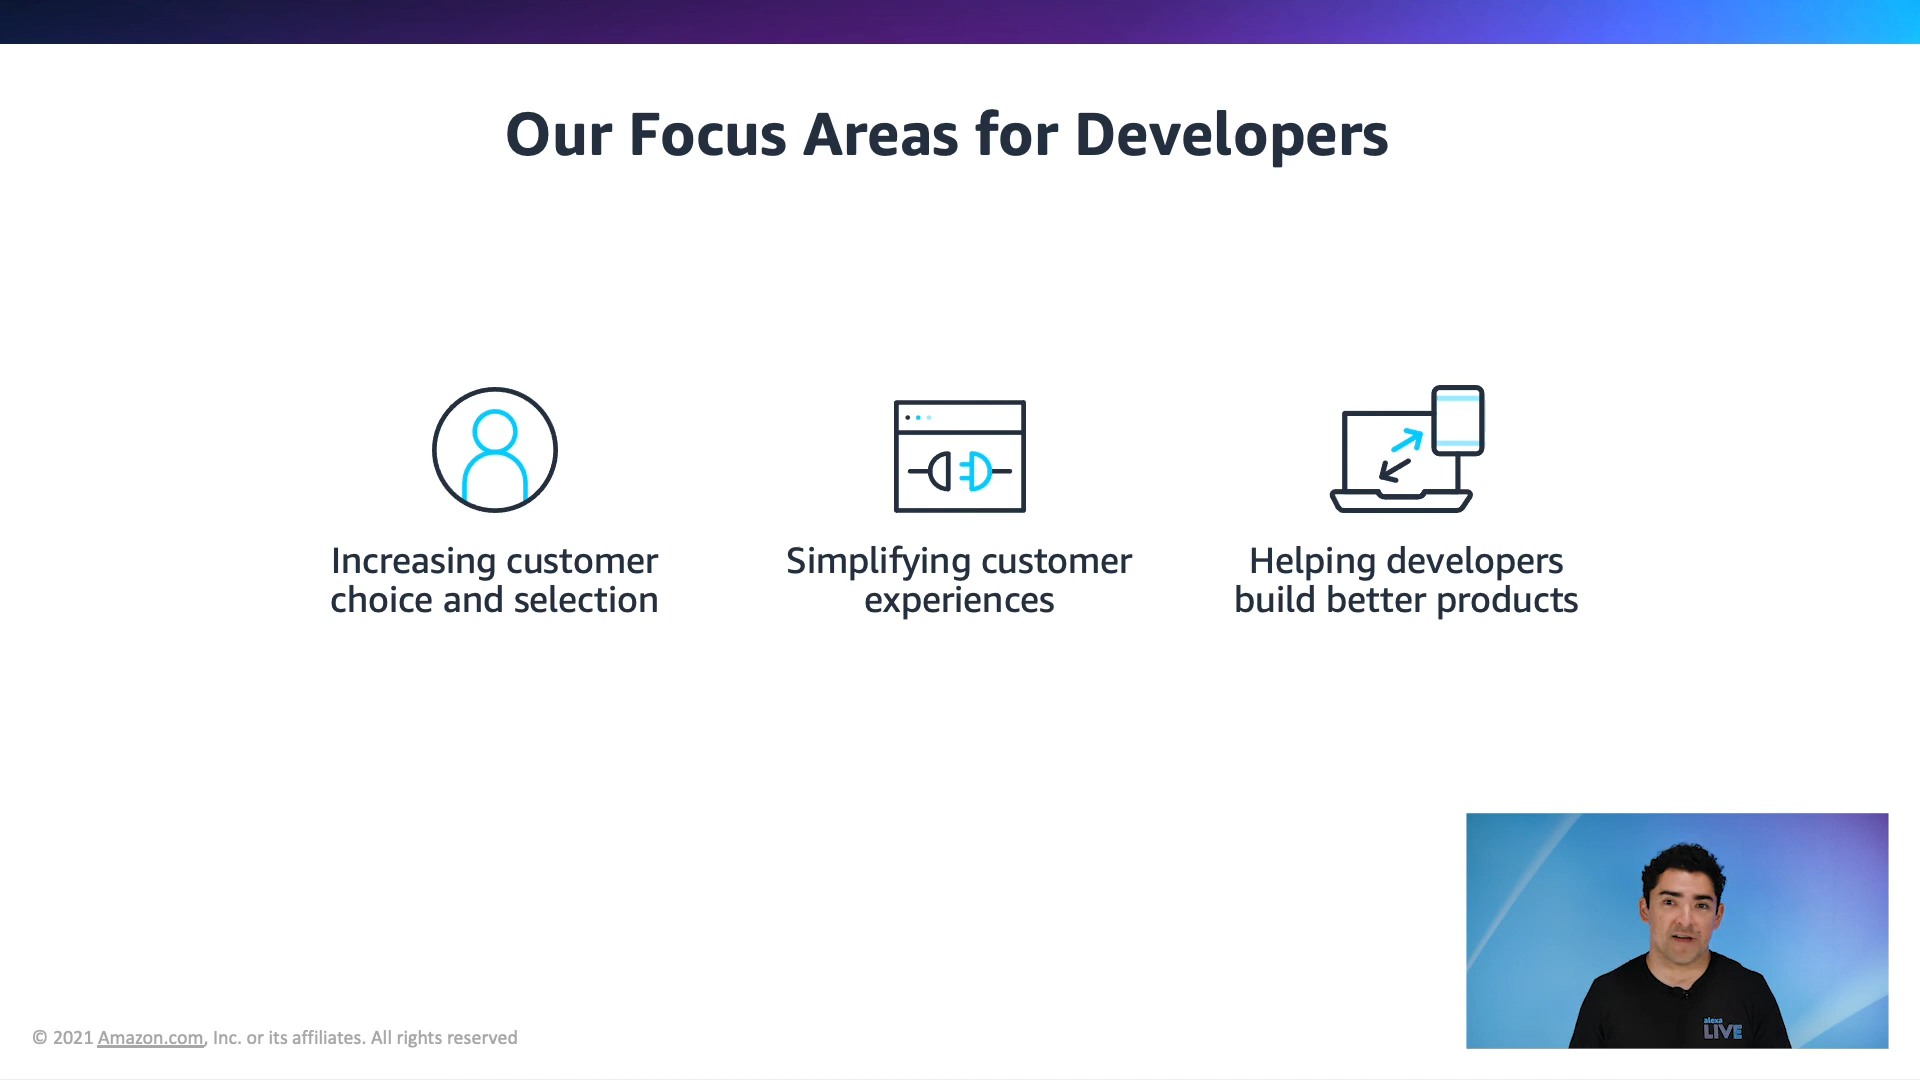 Our Focus Areas for Developers
Increasing customer
choice and selection
Simplifying customer
experiences
Helping developers
build better products
alexa
LIVE
© 2021 Amazon.com, Inc. or its affiliates. All rights reserved